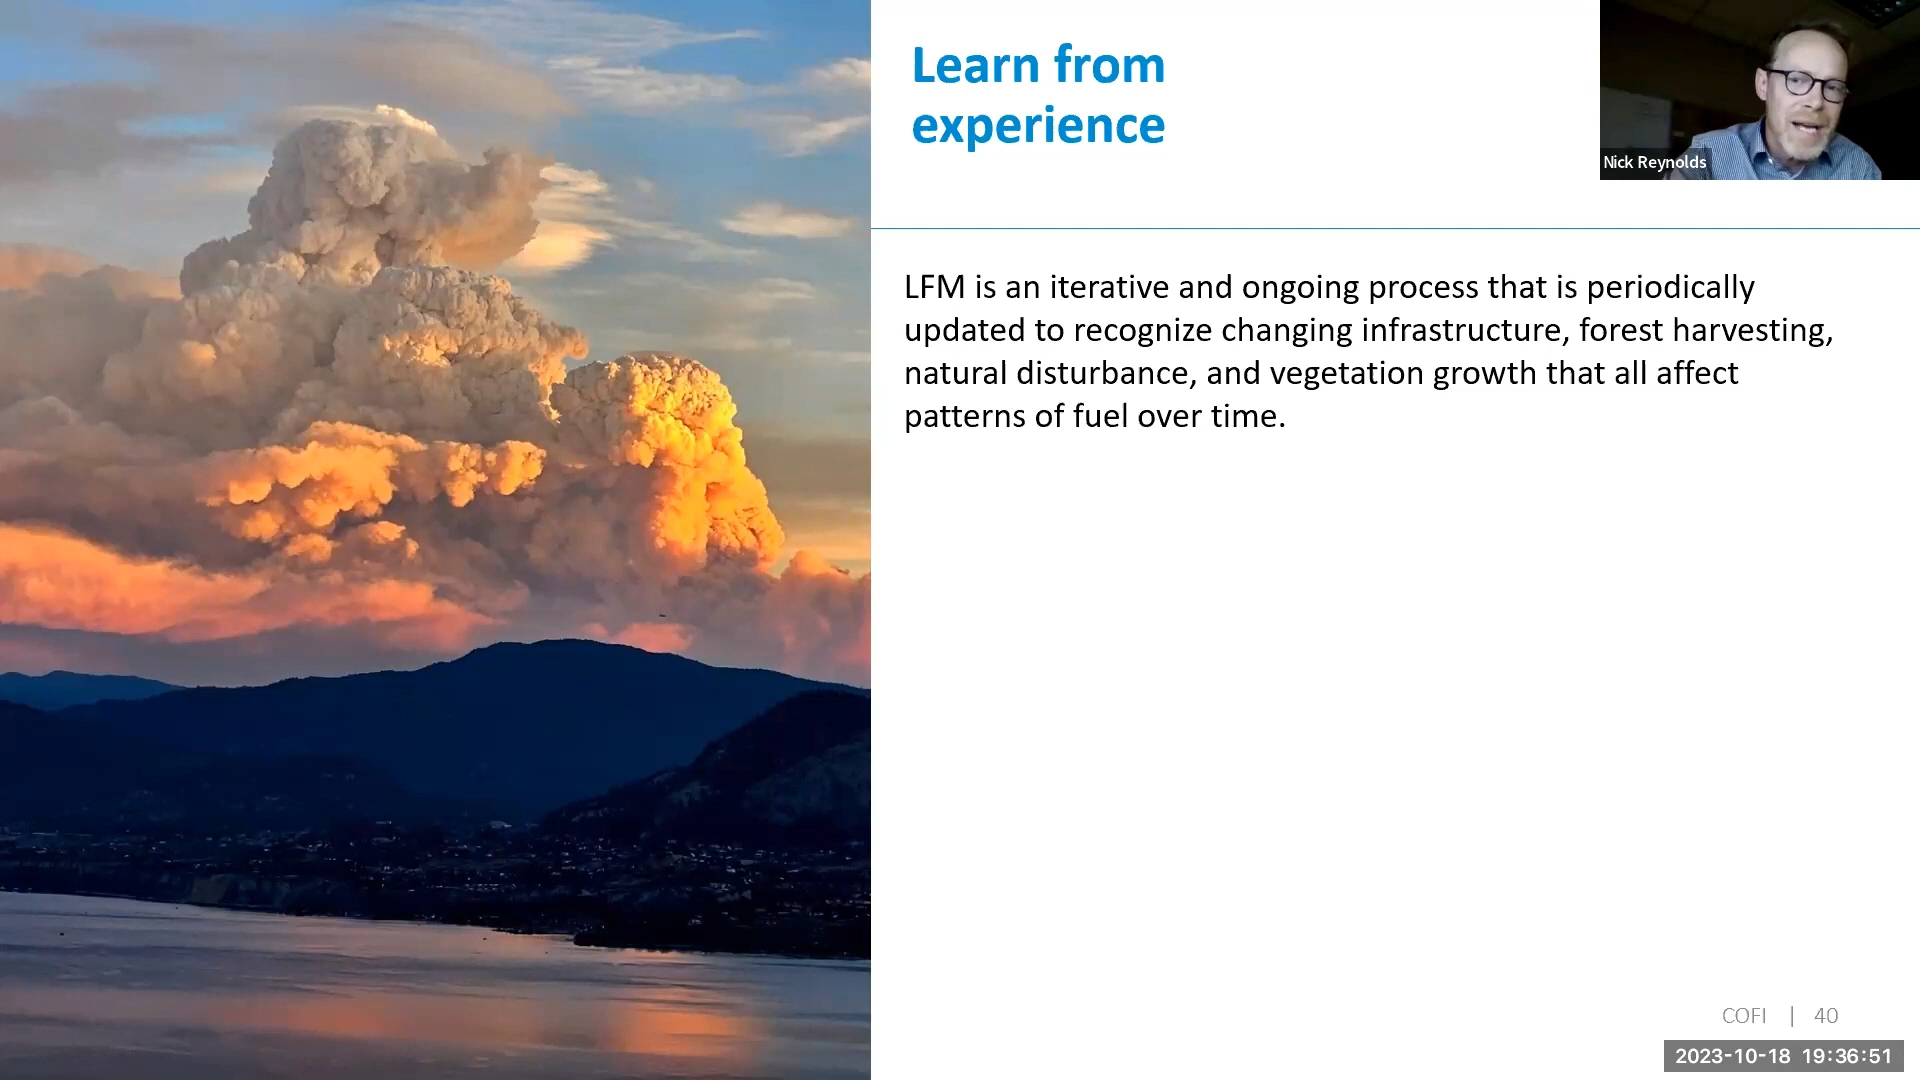 Learn from
experience
Nick Reynolds
LFM is an iterative and ongoing process that is periodically
updated to recognize changing infrastructure, forest harvesting,
natural disturbance, and vegetation growth that all affect
patterns of fuel over time.
COFI | 40
2023-10-18 19:36:51